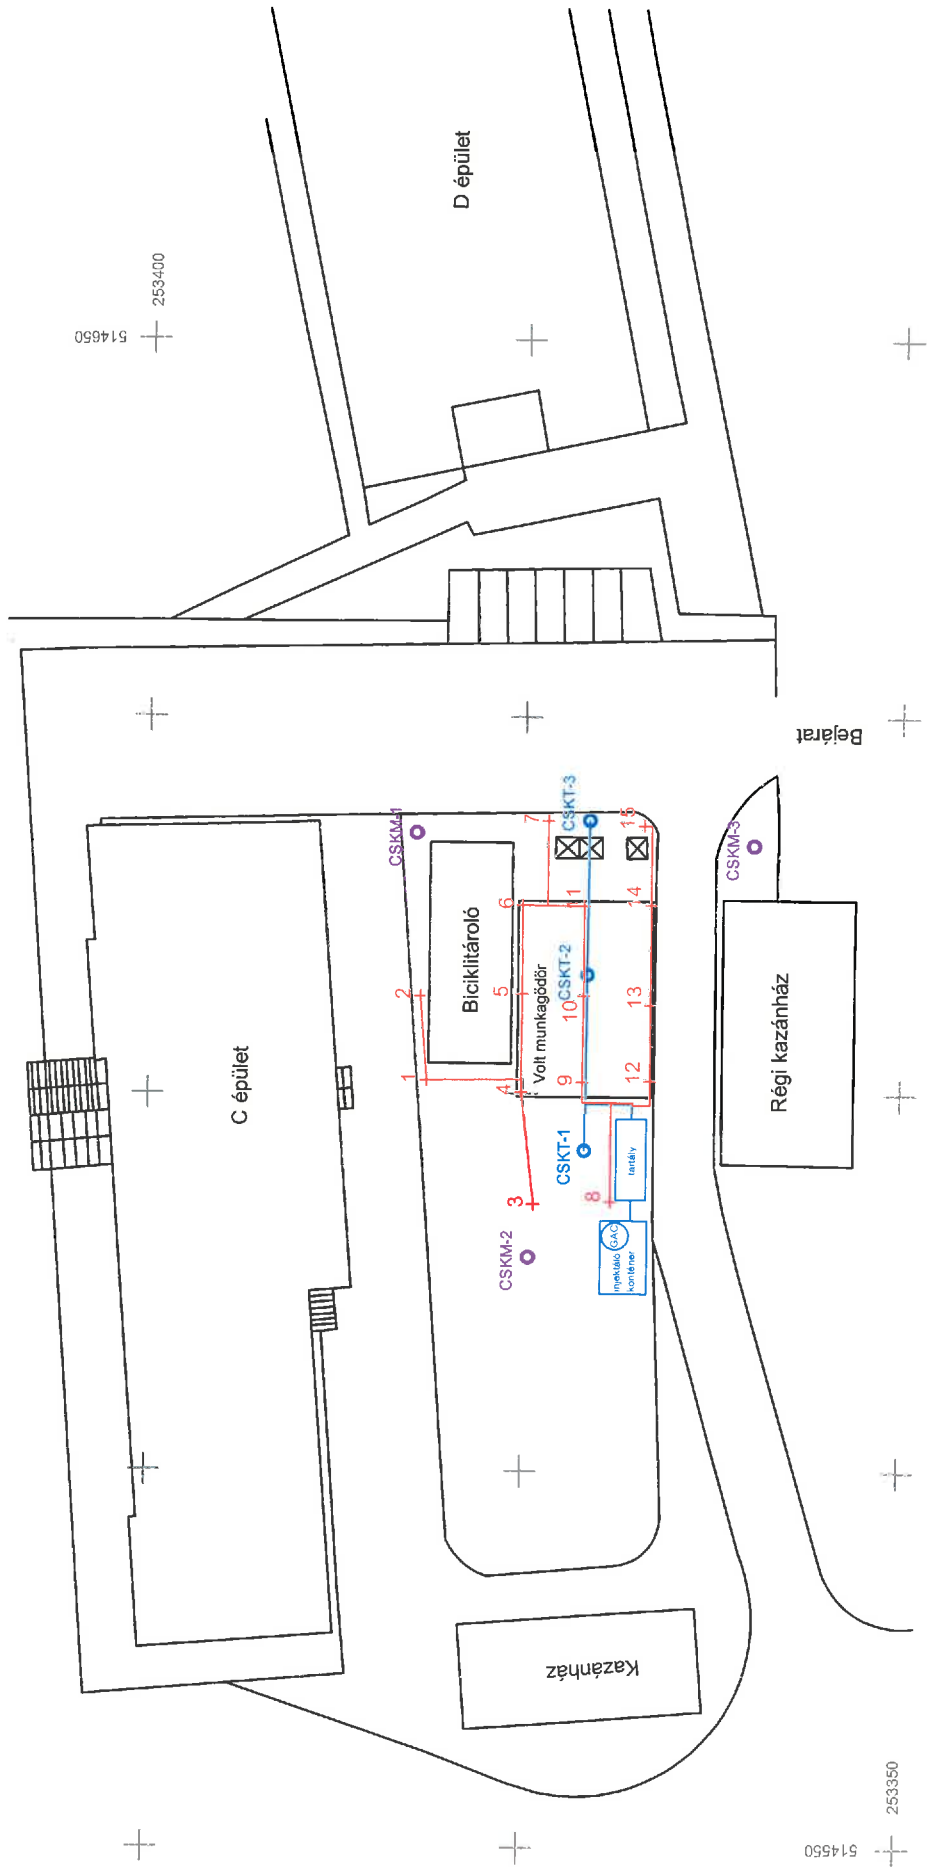 D épület
514650
253400
Bejárat
CSKM-1
CSKT-3
7
15
CSKM-3
6
11
14
Biciklitároló
Volt munkagödör
CSKT-2
2
5
10
13
Régi kazánház
C épület
1
4
9
12
CSKT-1
tartály
3
8
CSKM-2
GAC
injektáló
konténer
Kazánház
514550
253350